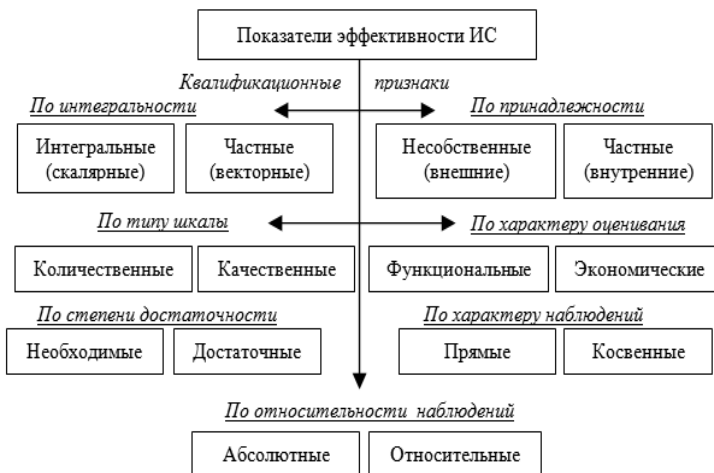 Показатели эффективности ИС
Квалификационные признаки
По интегральности
По принадлежности
Интегральные
(скалярные)
Частные
(векторные)
Несобственные
(внешние)
Частные
(внутренние)
По типу шкалы
По характеру оценивания
Количественные
Качественные
Функциональные
Экономические
По степени достаточности
По характеру наблюдений
Необходимые
Достаточные
Прямые
Косвенные
По относительности наблюдений
Абсолютные
Относительные